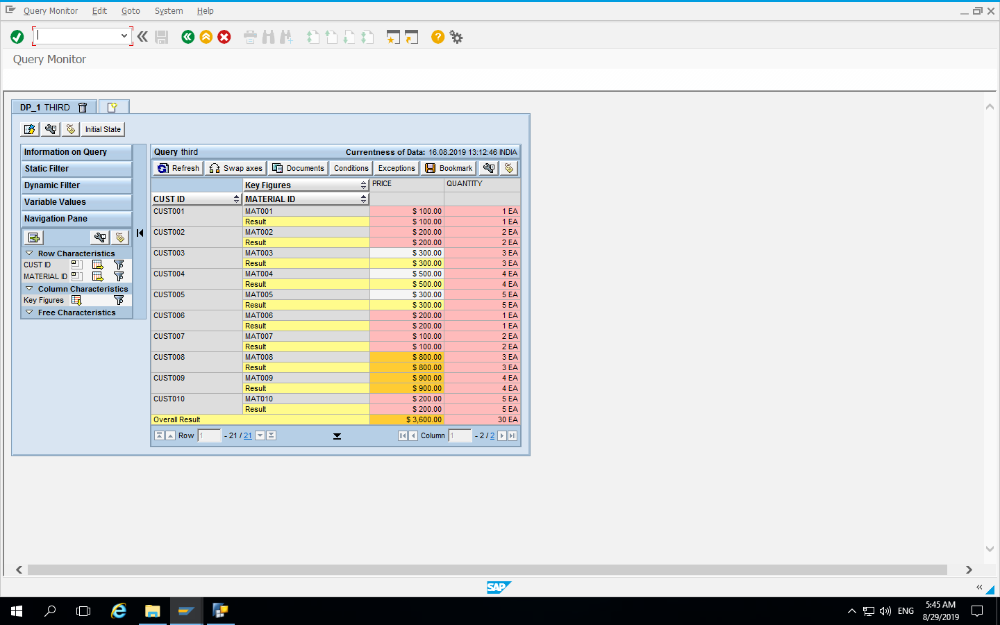 Query Monitor Edit Goto System Help
Query Monitor
DP_1 THIRD
Initial State
Information on Query
Static Filter
Dynamic Filter
Variable Values
Navigation Pane
Row Characteristics
CUST ID
MATERIAL ID
Column Characteristics
Key Figures
Free Characteristics
Query third Currentness of Data: 16.08.2019 13:12:46 INDIA
Refresh Swap axes Documents Conditions Exceptions Bookmark
Key Figures PRICE QUANTITY
CUST ID MATERIAL ID
CUST001 MAT001 $ 100.00 1 EA
Result $ 100.00 1 EA
CUST002 MAT002 $ 200.00 2 EA
Result $ 200.00 2 EA
CUST003 MAT003 $ 300.00 3 EA
Result $ 300.00 3 EA
CUST004 MAT004 $ 500.00 4 EA
Result $ 500.00 4 EA
CUST005 MAT005 $ 300.00 5 EA
Result $ 300.00 5 EA
CUST006 MAT006 $ 200.00 1 EA
Result $ 200.00 1 EA
CUST007 MAT007 $ 100.00 2 EA
Result $ 100.00 2 EA
CUST008 MAT008 $ 800.00 3 EA
Result $ 800.00 3 EA
CUST009 MAT009 $ 900.00 4 EA
Result $ 900.00 4 EA
CUST010 MAT010 $ 200.00 5 EA
Result $ 200.00 5 EA
Overall Result $ 3,600.00 30 EA
Row 1 - 21 / 21 Column 1 - 2 / 2
SAP
ENG
5:45 AM
8/29/2019